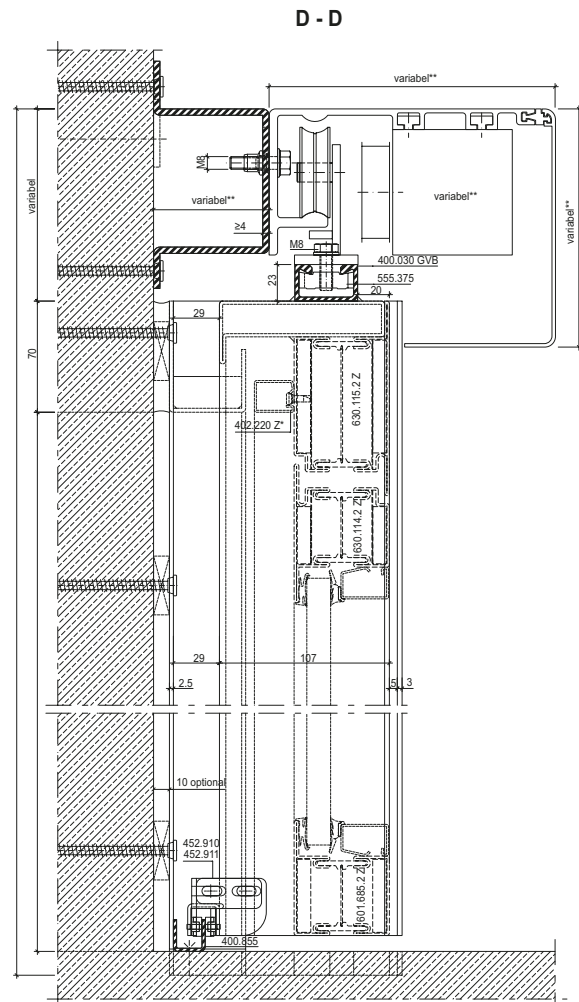 D - D
variabel**
M8
variabel**
variabel**
variabel
variabel**
≥4
M8
400.030 GVB
555.375
20
23
29
70
630.115.2 Z
402.220 Z*
630.114.2 Z
29
107
2.5
5
3
10 optional
452.910
452.911
601.685.2 Z
400.855